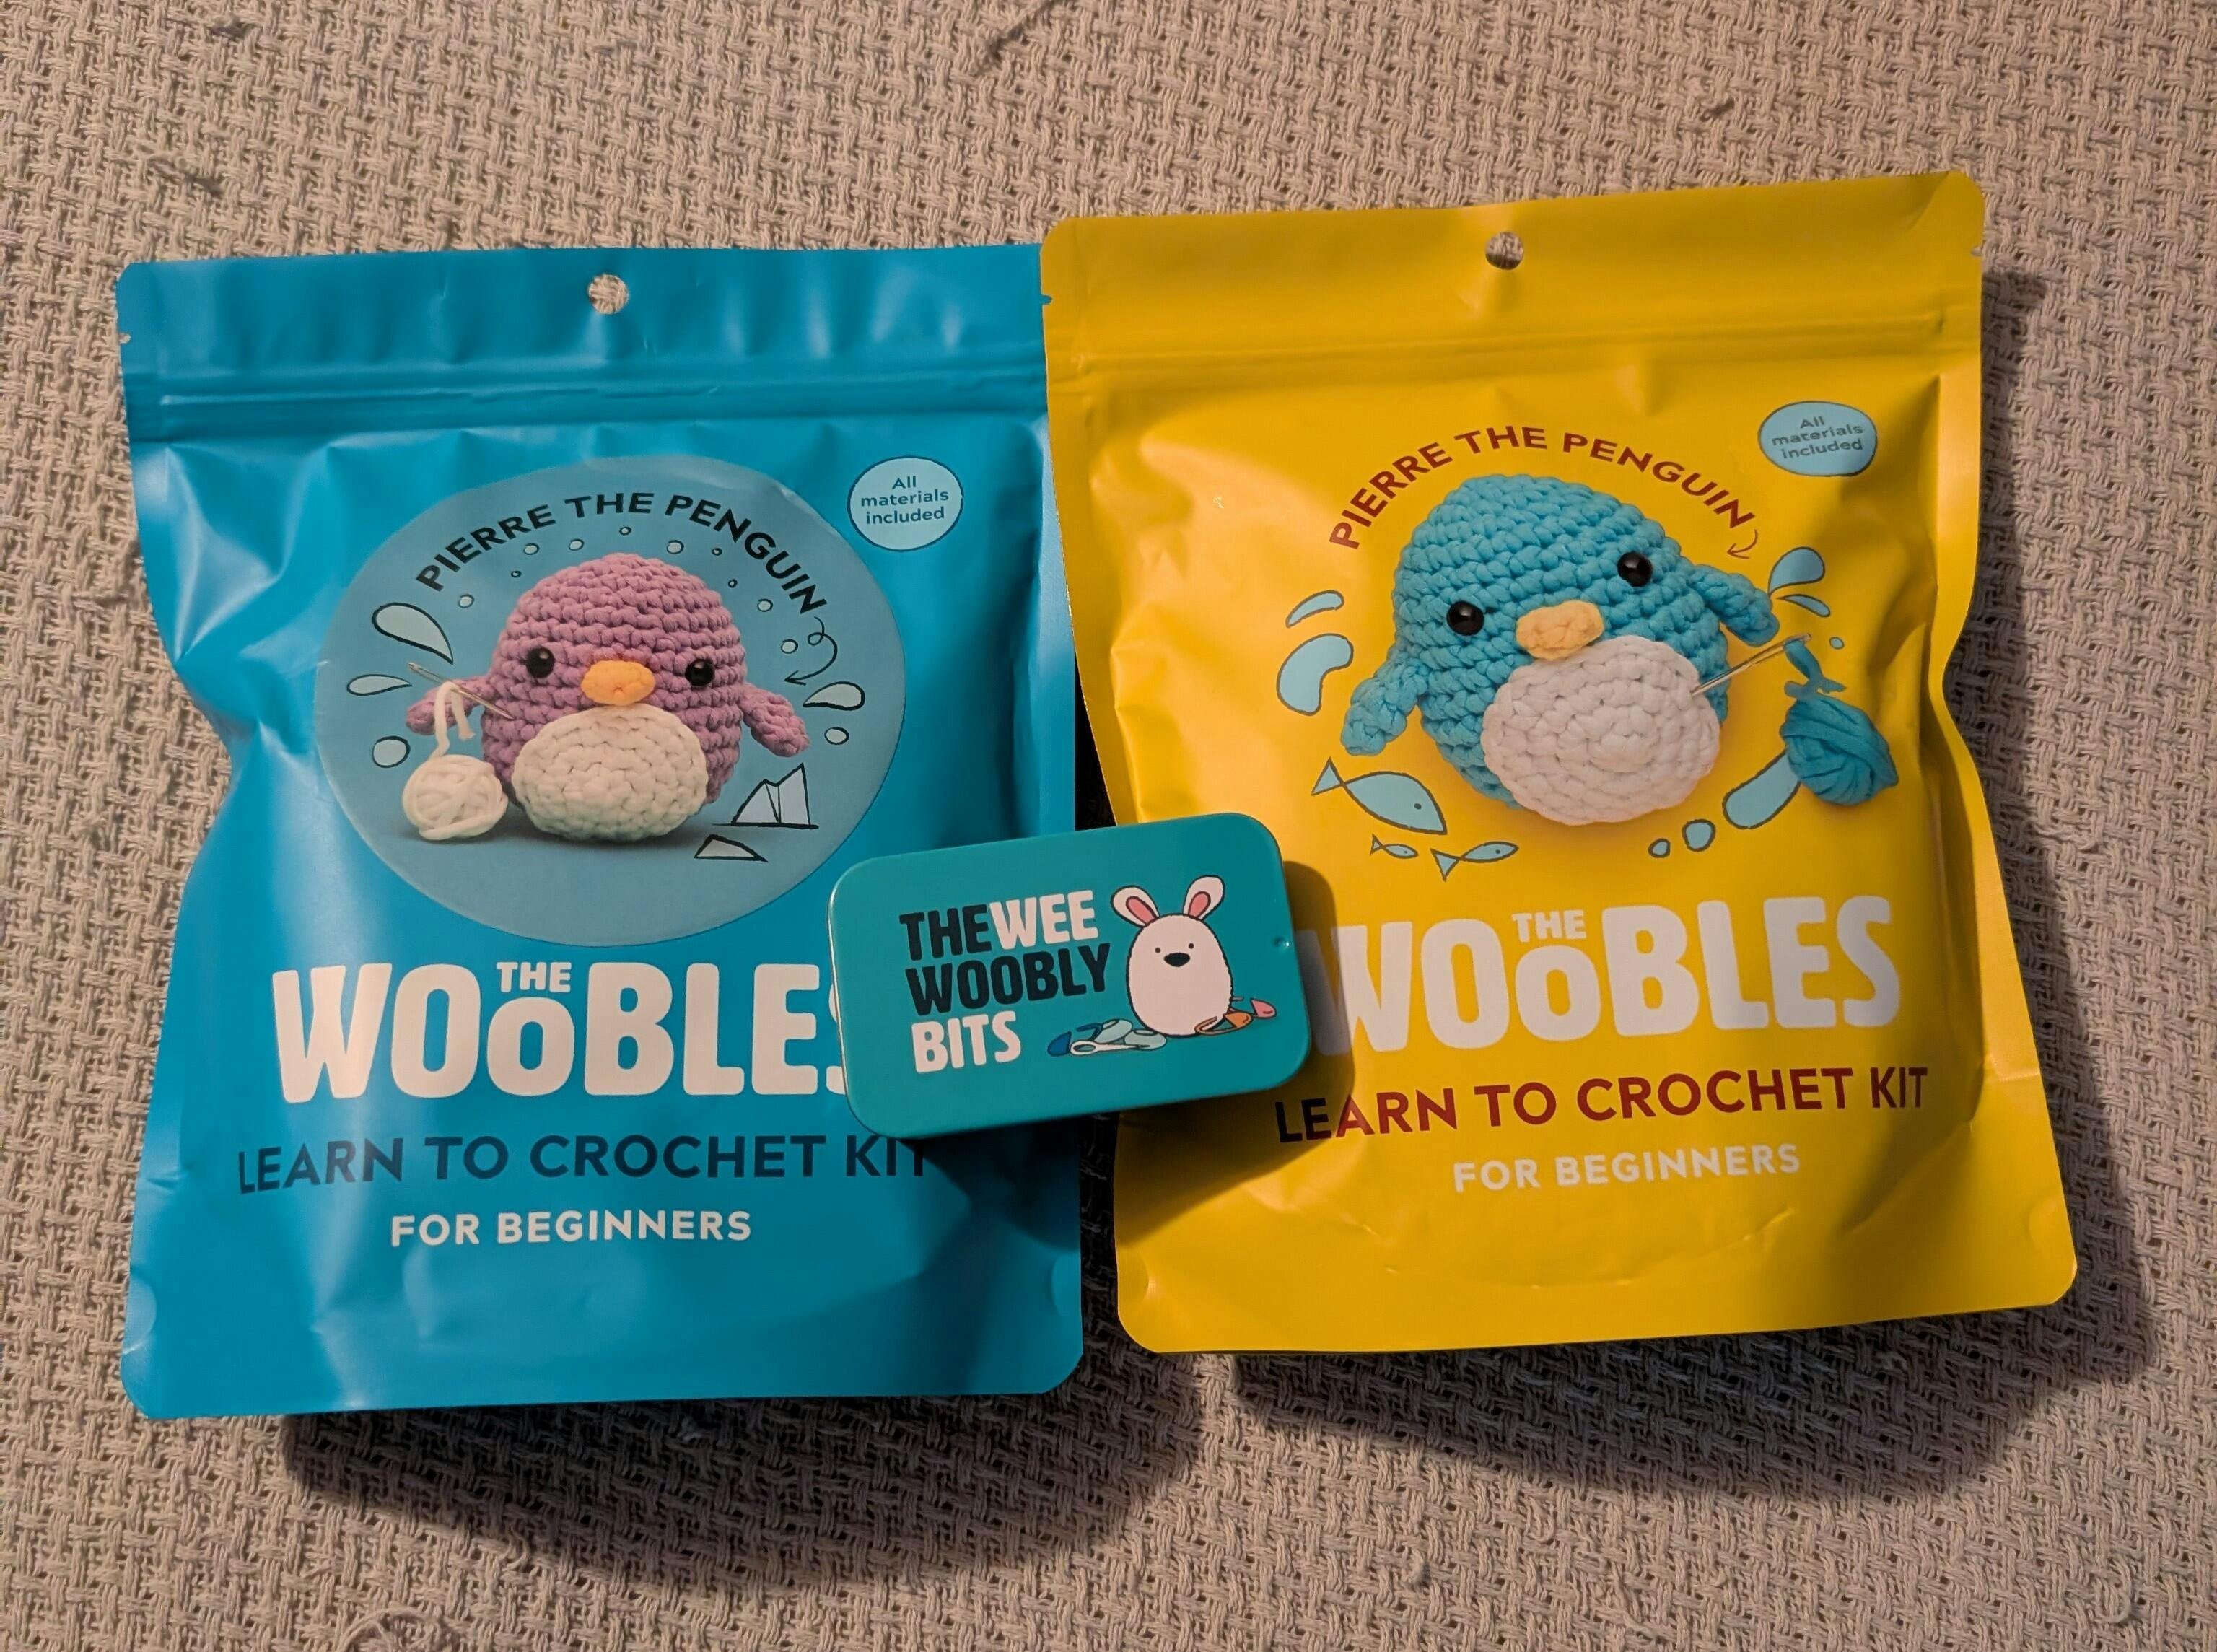 PIERRE THE PENGUIN
All
materials
included
THE
WOOBLES
LEARN TO CROCHET KIT
FOR BEGINNERS
THE WEE
WOOBLY
BITS
PIERRE THE PENGUIN
All
materials
included
THE
WOOBLES
LEARN TO CROCHET KIT
FOR BEGINNERS